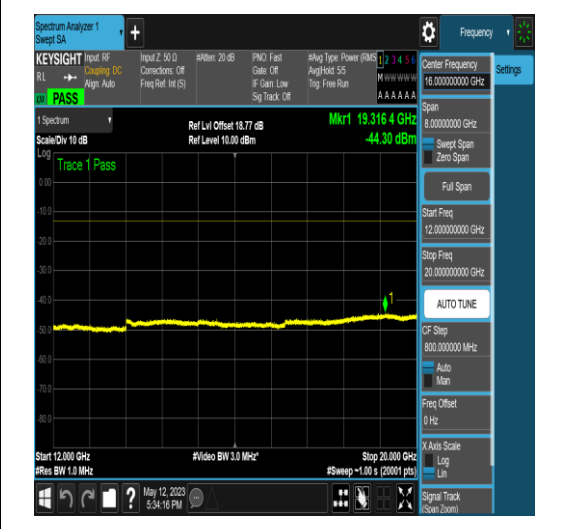 Spectrum Analyzer 1
Swept SA
Frequency
KEYSIGHT
RL
Input: RF
Coupling: DC
Align: Auto
Input Z: 50 Ω
Corrections: Off
Freq Ref: Int (S)
#Atten: 20 dB
PNO: Fast
Gate: Off
IF Gain: Low
Sig Track: Off
#Avg Type: Power (RMS
Avg|Hold: 5/5
Trig: Free Run
1 2 3 4 5 6
M W W W W W
A A A A A A
PASS
1 Spectrum
Scale/Div 10 dB
Ref Lvl Offset 18.77 dB
Ref Level 10.00 dBm
Mkr1 19.316 4 GHz
-44.30 dBm
Log
Trace 1 Pass
0.00
-10.0
-20.0
-30.0
-40.0
-50.0
-60.0
-70.0
-80.0
1
Start 12.000 GHz
#Res BW 1.0 MHz
#Video BW 3.0 MHz*
Stop 20.000 GHz
#Sweep ~1.00 s (20001 pts)
May 12, 2023
5:34:16 PM
?
Center Frequency
16.000000000 GHz
Settings
Span
8.00000000 GHz
Swept Span
Zero Span
Full Span
Start Freq
12.000000000 GHz
Stop Freq
20.000000000 GHz
AUTO TUNE
CF Step
800.000000 MHz
Auto
Man
Freq Offset
0 Hz
X Axis Scale
Log
Lin
Signal Track
(Span Zoom)